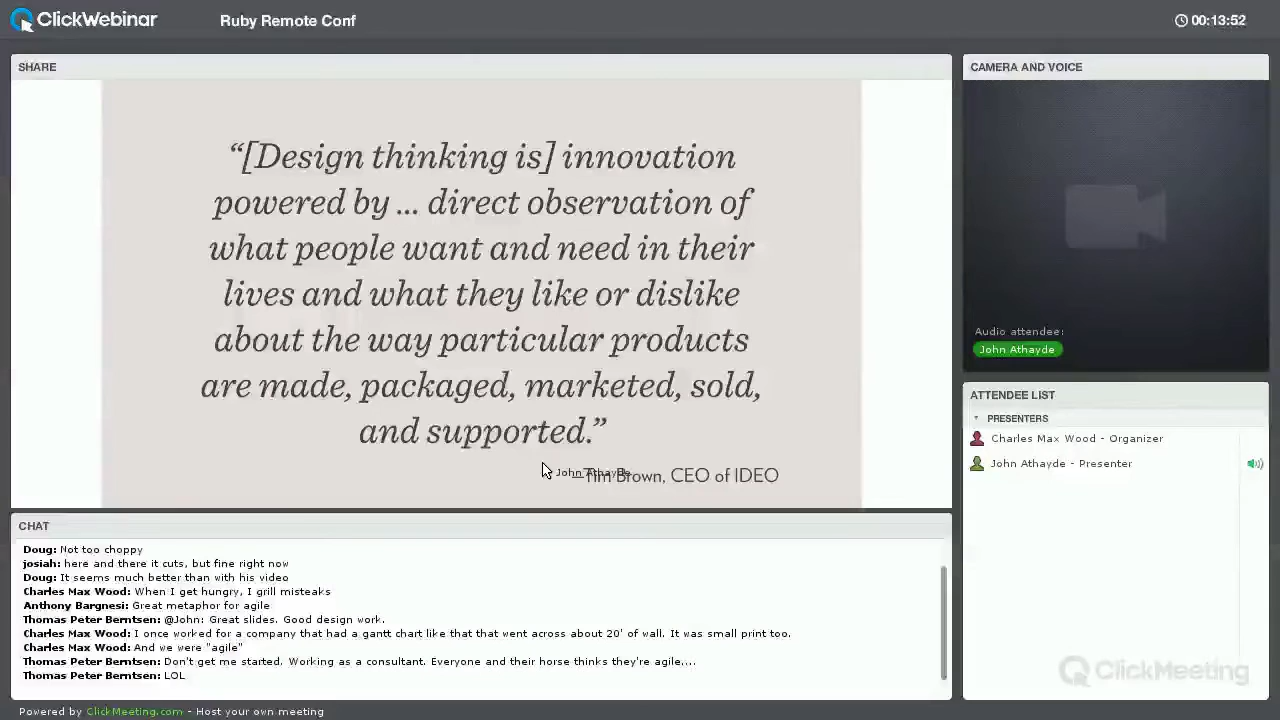 ClickWebinar
Ruby Remote Conf
00:13:52
SHARE
“[Design thinking is] innovation
powered by ... direct observation of
what people want and need in their
lives and what they like or dislike
about the way particular products
are made, packaged, marketed, sold,
and supported.”
John Athayde
—Tim Brown, CEO of IDEO
CAMERA AND VOICE
Audio attendee:
John Athayde
ATTENDEE LIST
PRESENTERS
Charles Max Wood - Organizer
John Athayde - Presenter
CHAT
Doug: Not too choppy
josiah: here and there it cuts, but fine right now
Doug: It seems much better than with his video
Charles Max Wood: When I get hungry, I grill misteaks
Anthony Bargnesi: Great metaphor for agile
Thomas Peter Berntsen: @John: Great slides. Good design work.
Charles Max Wood: I once worked for a company that had a gantt chart like that that went across about 20' of wall. It was small print too.
Charles Max Wood: And we were "agile"
Thomas Peter Berntsen: Don't get me started. Working as a consultant. Everyone and their horse thinks they're agile....
Thomas Peter Berntsen: LOL
ClickMeeting
Powered by ClickMeeting.com - Host your own meeting